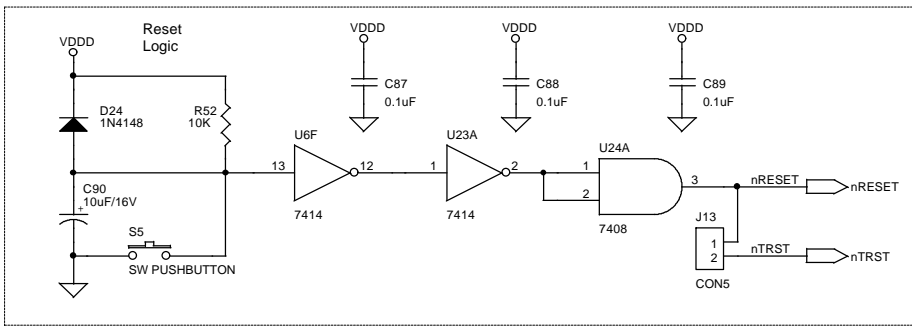 Reset
Logic
VDDD
VDDD
VDDD
VDDD
C87
0.1uF
C88
0.1uF
C89
0.1uF
D24
1N4148
R52
10K
U6F
13
12
7414
U23A
1
2
7414
U24A
1
2
3
7408
nRESET
nRESET
C90
10uF/16V
+
S5
SW PUSHBUTTON
J13
1
2
CON5
nTRST
nTRST